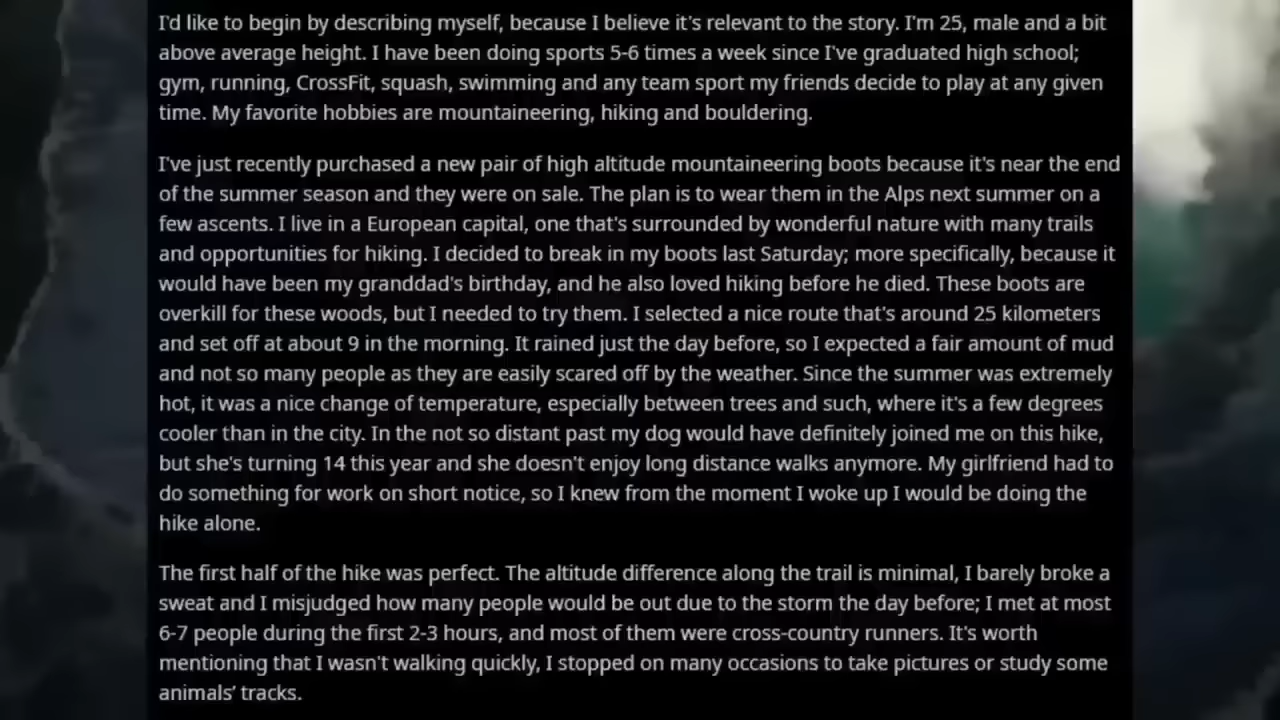 I'd like to begin by describing myself, because I believe it's relevant to the story. I'm 25, male and a bit
above average height. I have been doing sports 5-6 times a week since I've graduated high school;
gym, running, CrossFit, squash, swimming and any team sport my friends decide to play at any given
time. My favorite hobbies are mountaineering, hiking and bouldering.
I've just recently purchased a new pair of high altitude mountaineering boots because it's near the end
of the summer season and they were on sale. The plan is to wear them in the Alps next summer on a
few ascents. I live in a European capital, one that's surrounded by wonderful nature with many trails
and opportunities for hiking. I decided to break in my boots last Saturday; more specifically, because it
would have been my granddad's birthday, and he also loved hiking before he died. These boots are
overkill for these woods, but I needed to try them. I selected a nice route that's around 25 kilometers
and set off at about 9 in the morning. It rained just the day before, so I expected a fair amount of mud
and not so many people as they are easily scared off by the weather. Since the summer was extremely
hot, it was a nice change of temperature, especially between trees and such, where it's a few degrees
cooler than in the city. In the not so distant past my dog would have definitely joined me on this hike,
but she's turning 14 this year and she doesn't enjoy long distance walks anymore. My girlfriend had to
do something for work on short notice, so I knew from the moment I woke up I would be doing the
hike alone.
The first half of the hike was perfect. The altitude difference along the trail is minimal, I barely broke a
sweat and I misjudged how many people would be out due to the storm the day before; I met at most
6-7 people during the first 2-3 hours, and most of them were cross-country runners. It's worth
mentioning that I wasn't walking quickly, I stopped on many occasions to take pictures or study some
animals’ tracks.